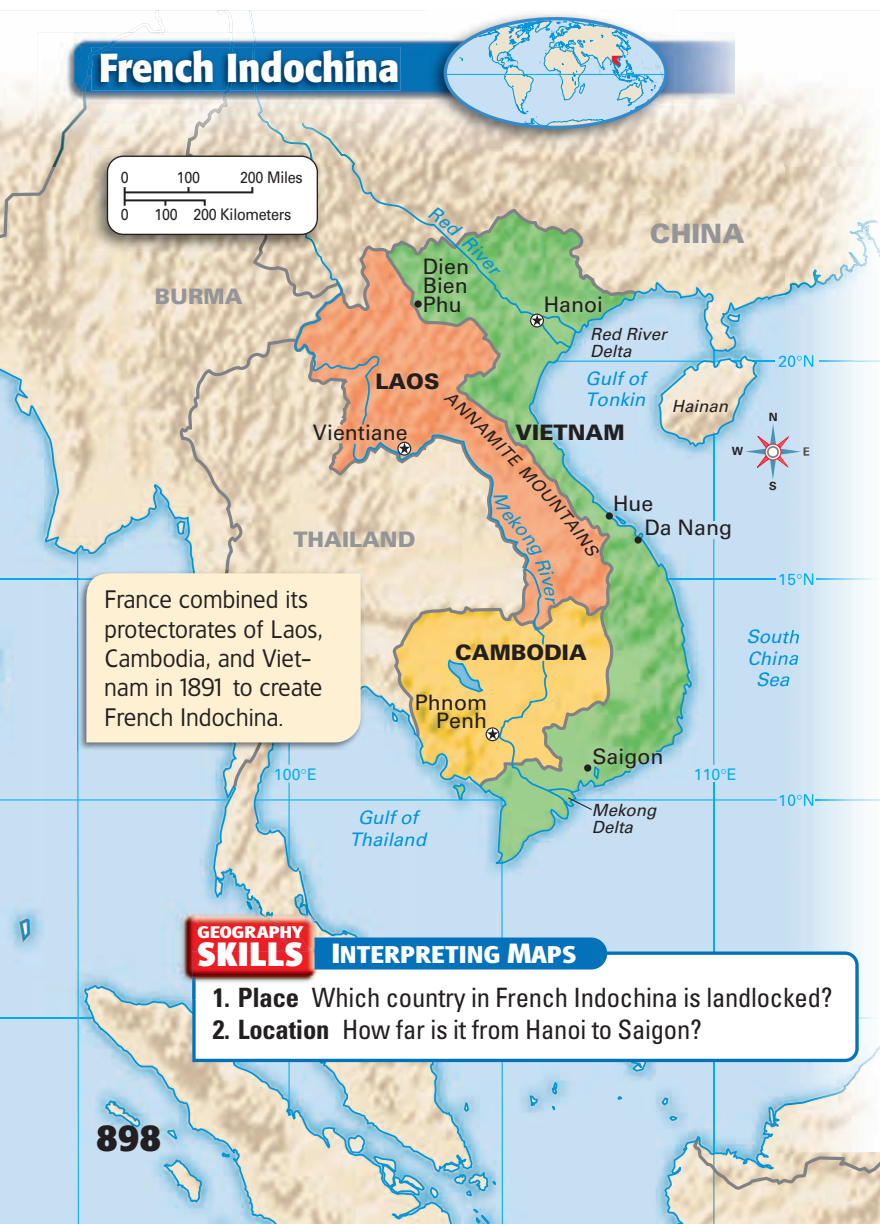 French Indochina
0 100 200 Miles
0 100 200 Kilometers
CHINA
BURMA
Red River
Dien
Bien
Phu
Hanoi
Red River
Delta
20°N
Gulf of
Tonkin
Hainan
LAOS
ANNAMITE MOUNTAINS
VIETNAM
N
W E
S
Vientiane
Mekong River
Hue
Da Nang
THAILAND
15°N
France combined its
protectorates of Laos,
Cambodia, and Viet-
nam in 1891 to create
French Indochina.
CAMBODIA
South
China
Sea
Phnom
Penh
Saigon
100°E
110°E
10°N
Gulf of
Thailand
Mekong
Delta
GEOGRAPHY
SKILLS INTERPRETING MAPS
1. Place Which country in French Indochina is landlocked?
2. Location How far is it from Hanoi to Saigon?
898